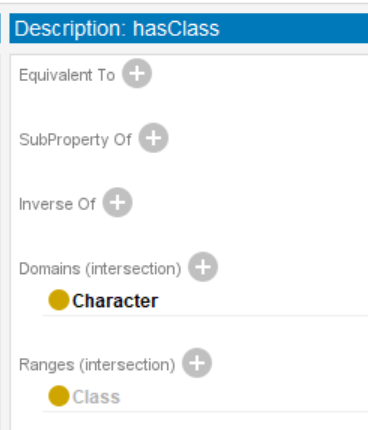 Description: hasClass
Equivalent To
SubProperty Of
Inverse Of
Domains (intersection)
Character
Ranges (intersection)
Class